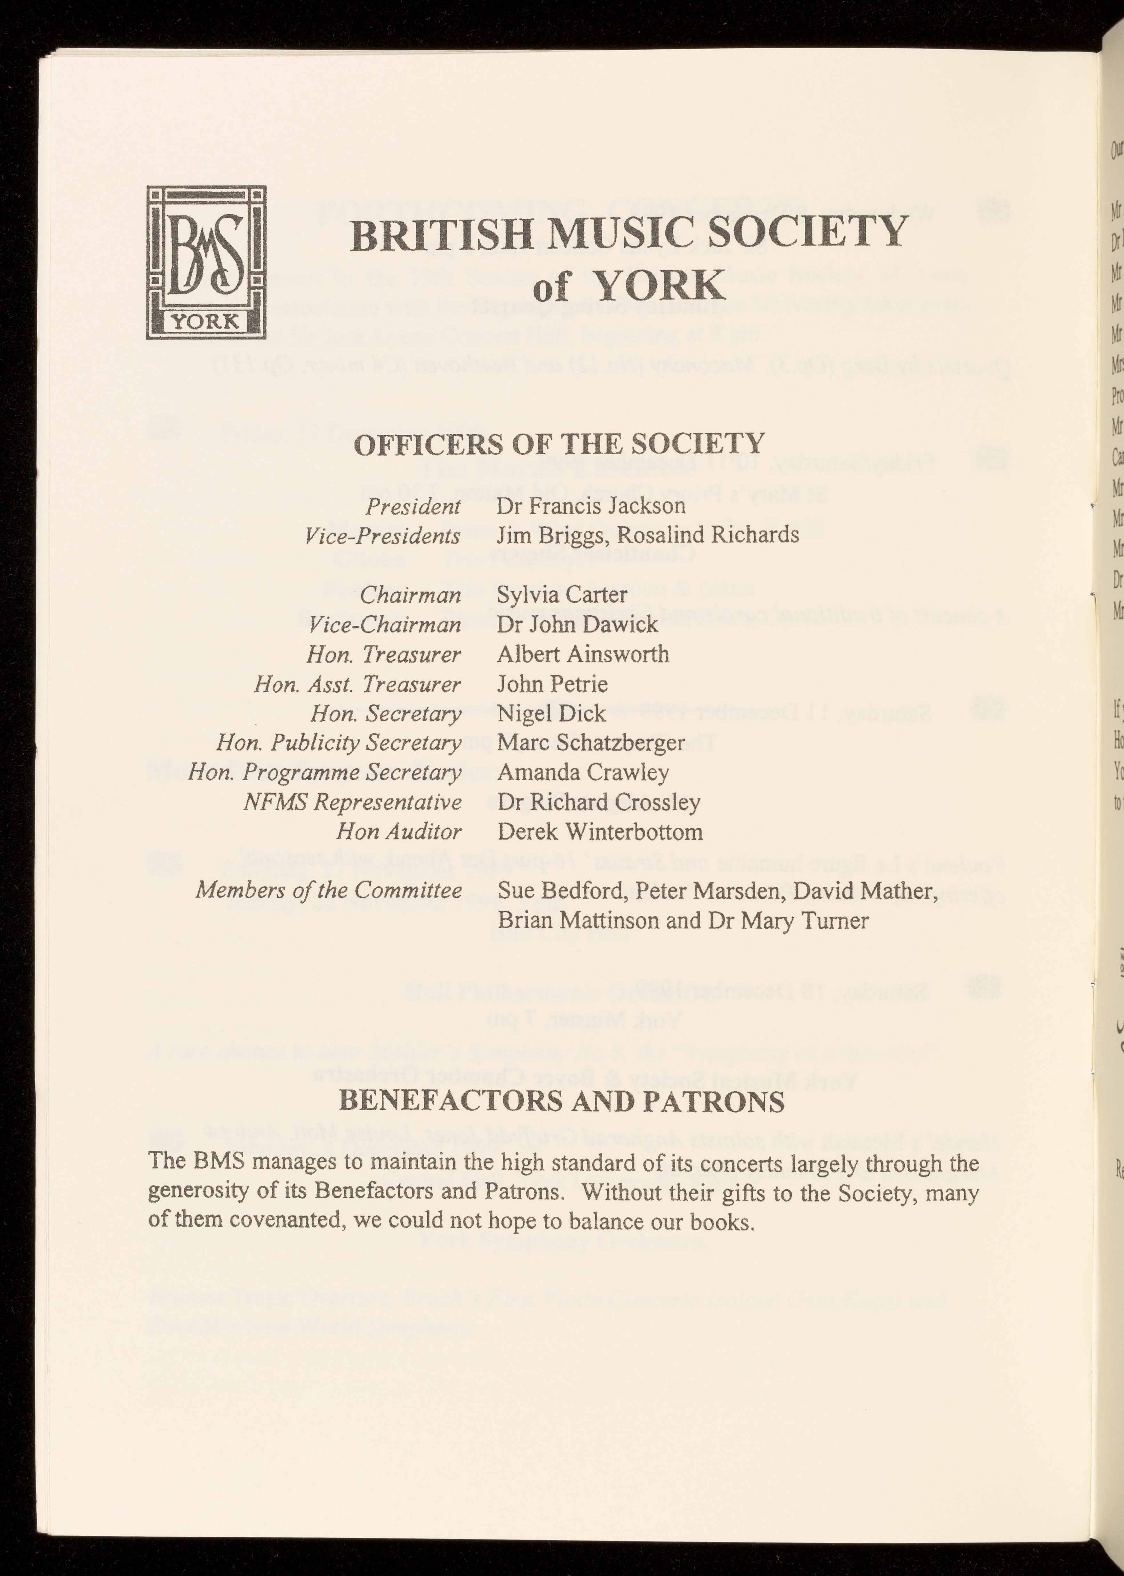 BMS
YORK
BRITISH MUSIC SOCIETY
of YORK
OFFICERS OF THE SOCIETY
President Dr Francis Jackson
Vice-Presidents Jim Briggs, Rosalind Richards
Chairman Sylvia Carter
Vice-Chairman Dr John Dawick
Hon. Treasurer Albert Ainsworth
Hon. Asst. Treasurer John Petrie
Hon. Secretary Nigel Dick
Hon. Publicity Secretary Marc Schatzberger
Hon. Programme Secretary Amanda Crawley
NFMS Representative Dr Richard Crossley
Hon Auditor Derek Winterbottom
Members of the Committee Sue Bedford, Peter Marsden, David Mather,
Brian Mattinson and Dr Mary Turner
BENEFACTORS AND PATRONS
The BMS manages to maintain the high standard of its concerts largely through the
generosity of its Benefactors and Patrons. Without their gifts to the Society, many
of them covenanted, we could not hope to balance our books.